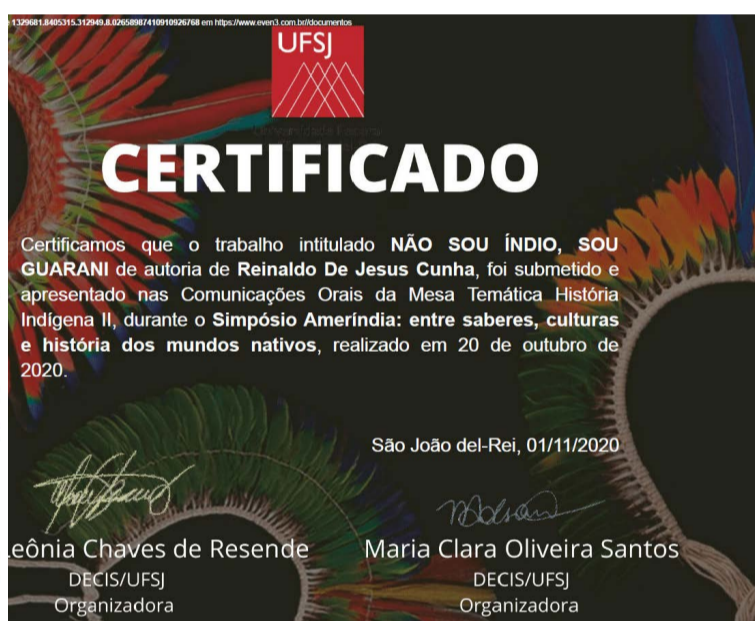 1329681.8405315.312949.8.02658987410910926768 em https://www.even3.com.br//documentos
UFSJ
CERTIFICADO
Certificamos que o trabalho intitulado NÃO SOU ÍNDIO, SOU
GUARANI de autoria de Reinaldo De Jesus Cunha, foi submetido e
apresentado nas Comunicações Orais da Mesa Temática História
Indígena II, durante o Simpósio Ameríndia: entre saberes, culturas
e história dos mundos nativos, realizado em 20 de outubro de
2020.
São João del-Rei, 01/11/2020
Leônia Chaves de Resende
Maria Clara Oliveira Santos
DECIS/UFSJ
DECIS/UFSJ
Organizadora
Organizadora